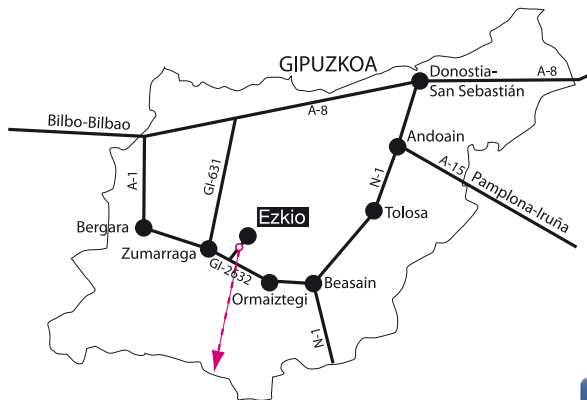 GIPUZKOA
Donostia-
San Sebastián
A-8
A-8
Bilbo-Bilbao
Andoain
A-15
Pamplona-Iruña
GI-631
A-1
N-1
Ezkio
Tolosa
Bergara
Zumarraga
GI-2632
Ormaiztegi
Beasain
N-1